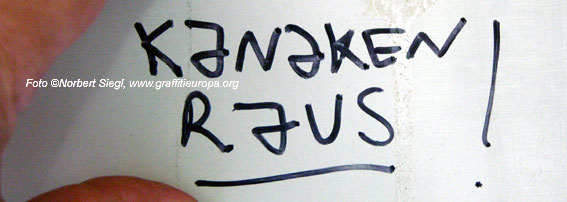 KANAKEN
RAUS !
Foto ©Norbert Siegl, www.graffitieuropa.org